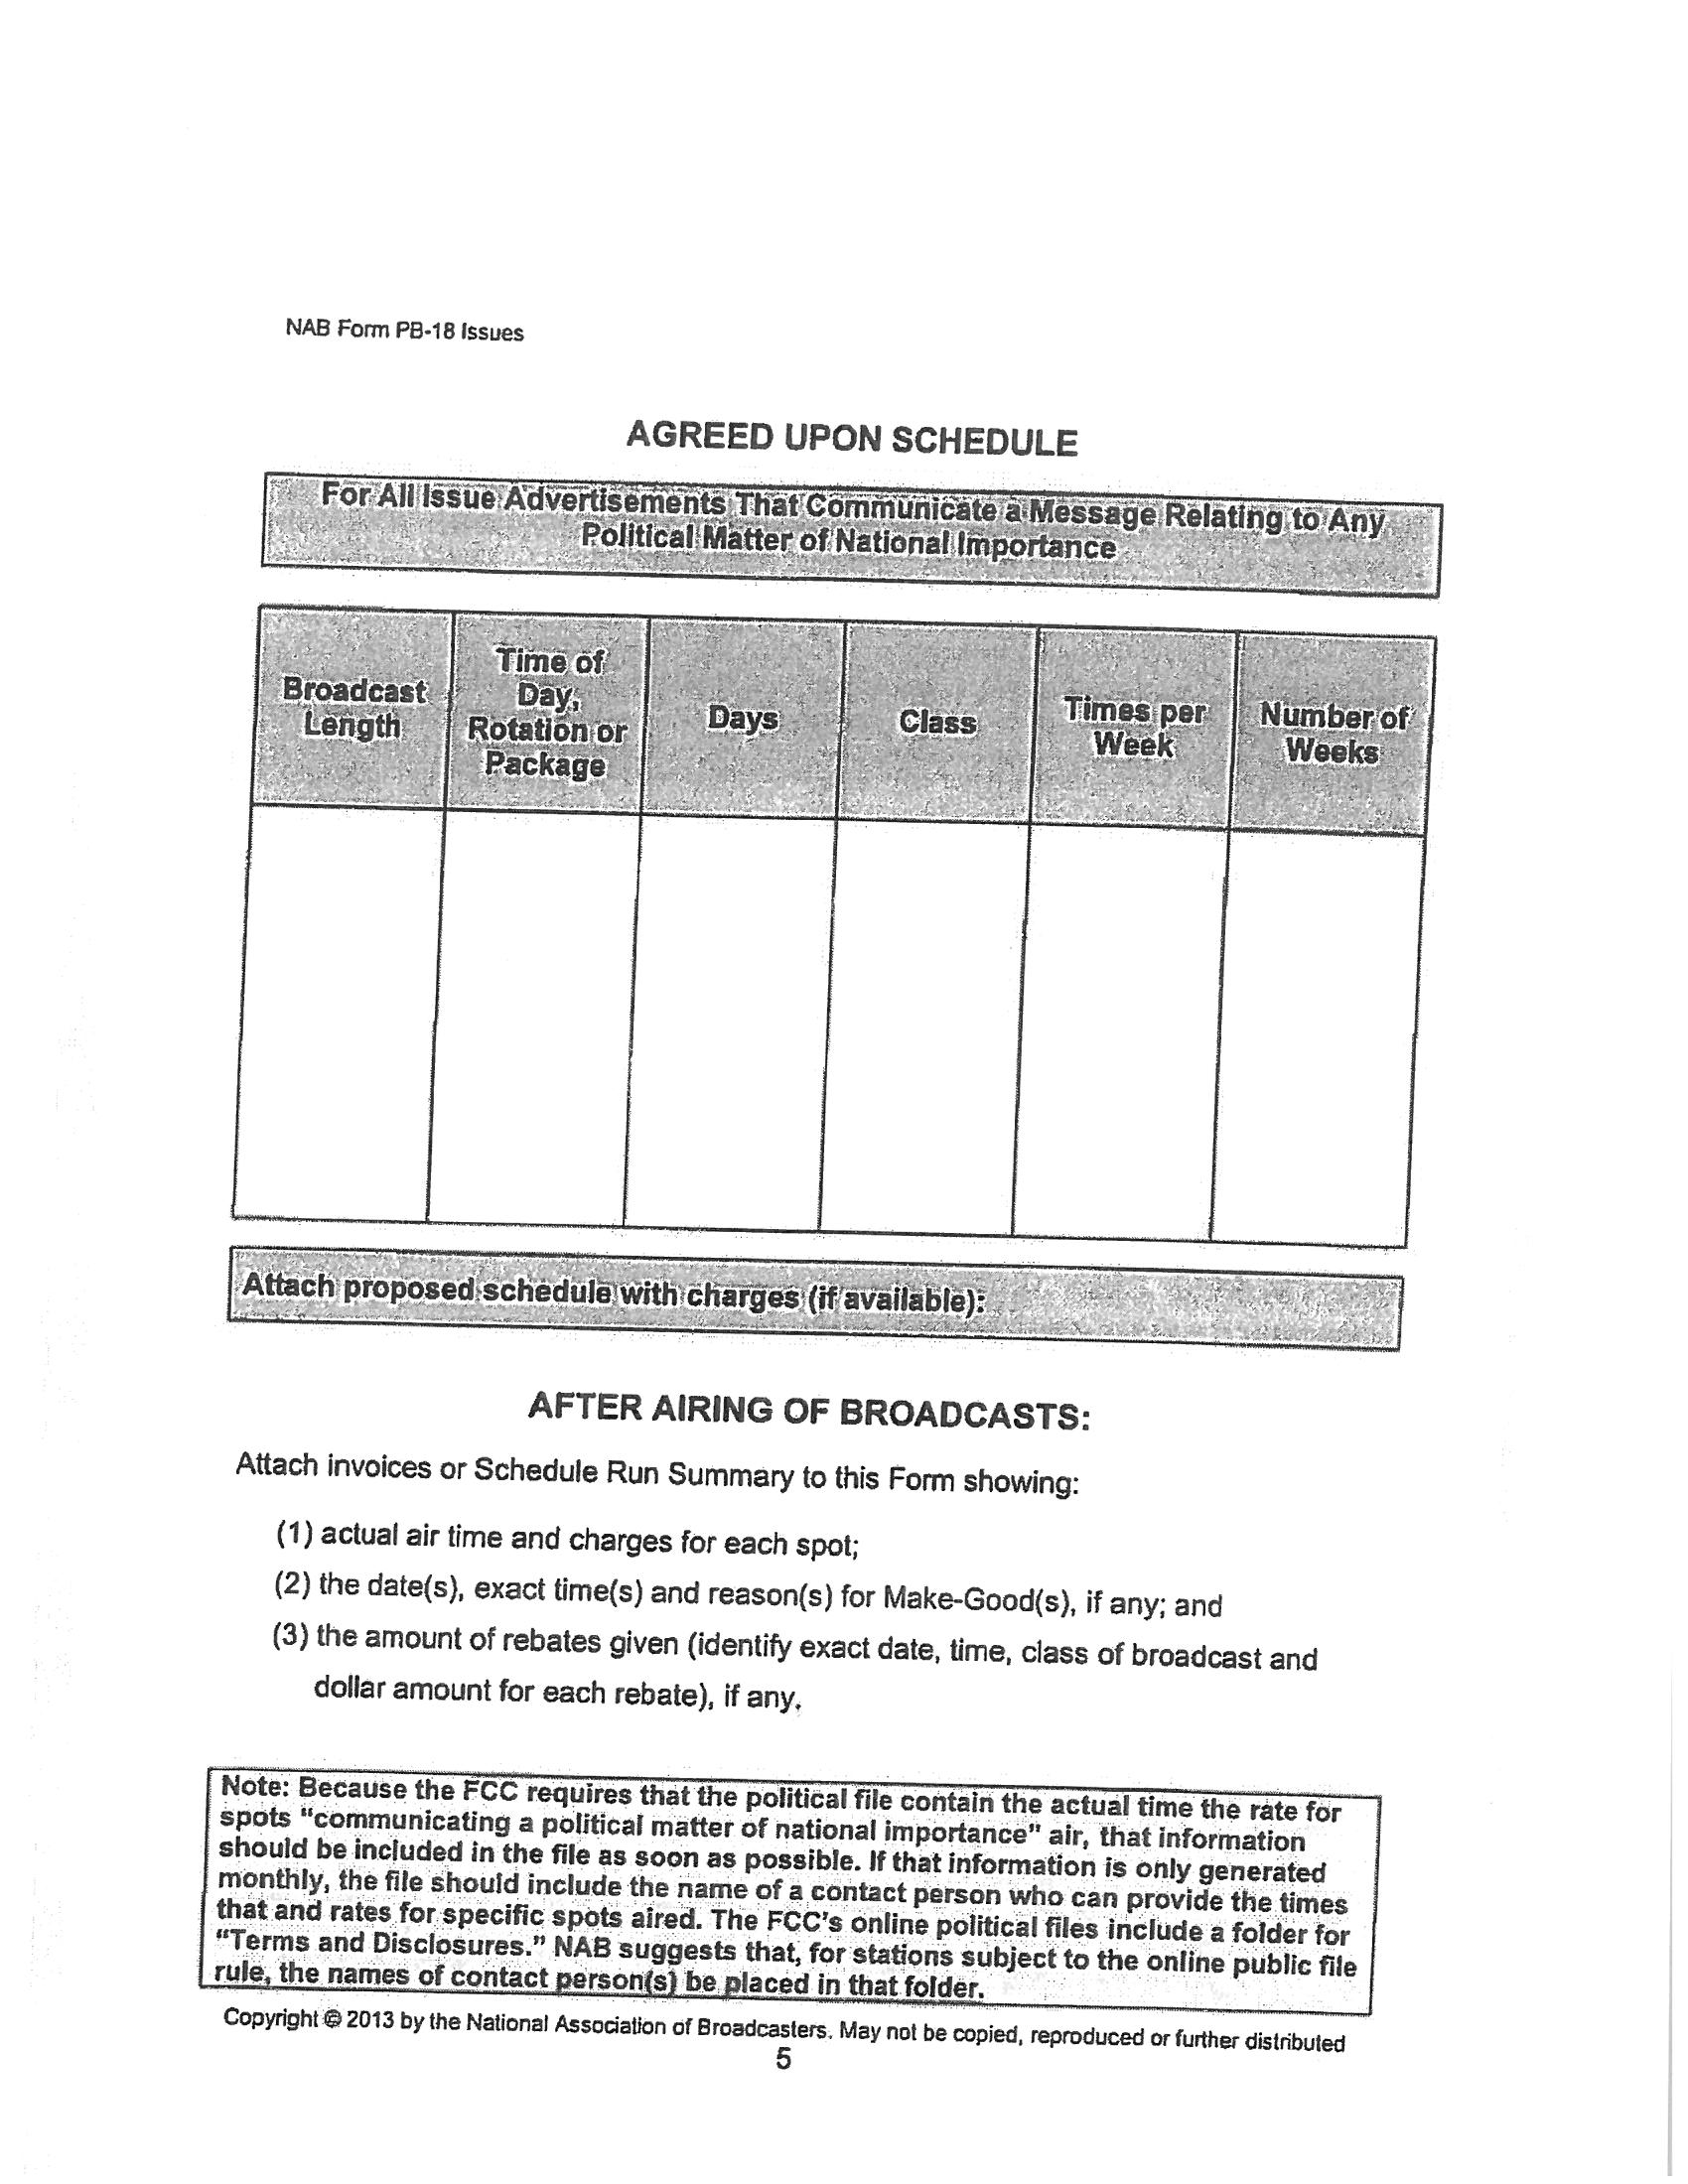 NAB Form PB-18 Issues
AGREED UPON SCHEDULE
For All Issue Advertisements That Communicate a Message Relating to Any
Political Matter of National Importance
Broadcast
Length
Time of
Day,
Rotation or
Package
Days
Class
Times per
Week
Number of
Weeks
Attach proposed schedule with charges (if available):
AFTER AIRING OF BROADCASTS:
Attach invoices or Schedule Run Summary to this Form showing:
(1) actual air time and charges for each spot;
(2) the date(s), exact time(s) and reason(s) for Make-Good(s), if any; and
(3) the amount of rebates given (identify exact date, time, class of broadcast and
dollar amount for each rebate), if any.
Note: Because the FCC requires that the political file contain the actual time the rate for
spots "communicating a political matter of national importance" air, that information
should be included in the file as soon as possible. If that information is only generated
monthly, the file should include the name of a contact person who can provide the times
that and rates for specific spots aired. The FCC's online political files include a folder for
"Terms and Disclosures." NAB suggests that, for stations subject to the online public file
rule, the names of contact person(s) be placed in that folder.
Copyright © 2013 by the National Association of Broadcasters. May not be copied, reproduced or further distributed
5